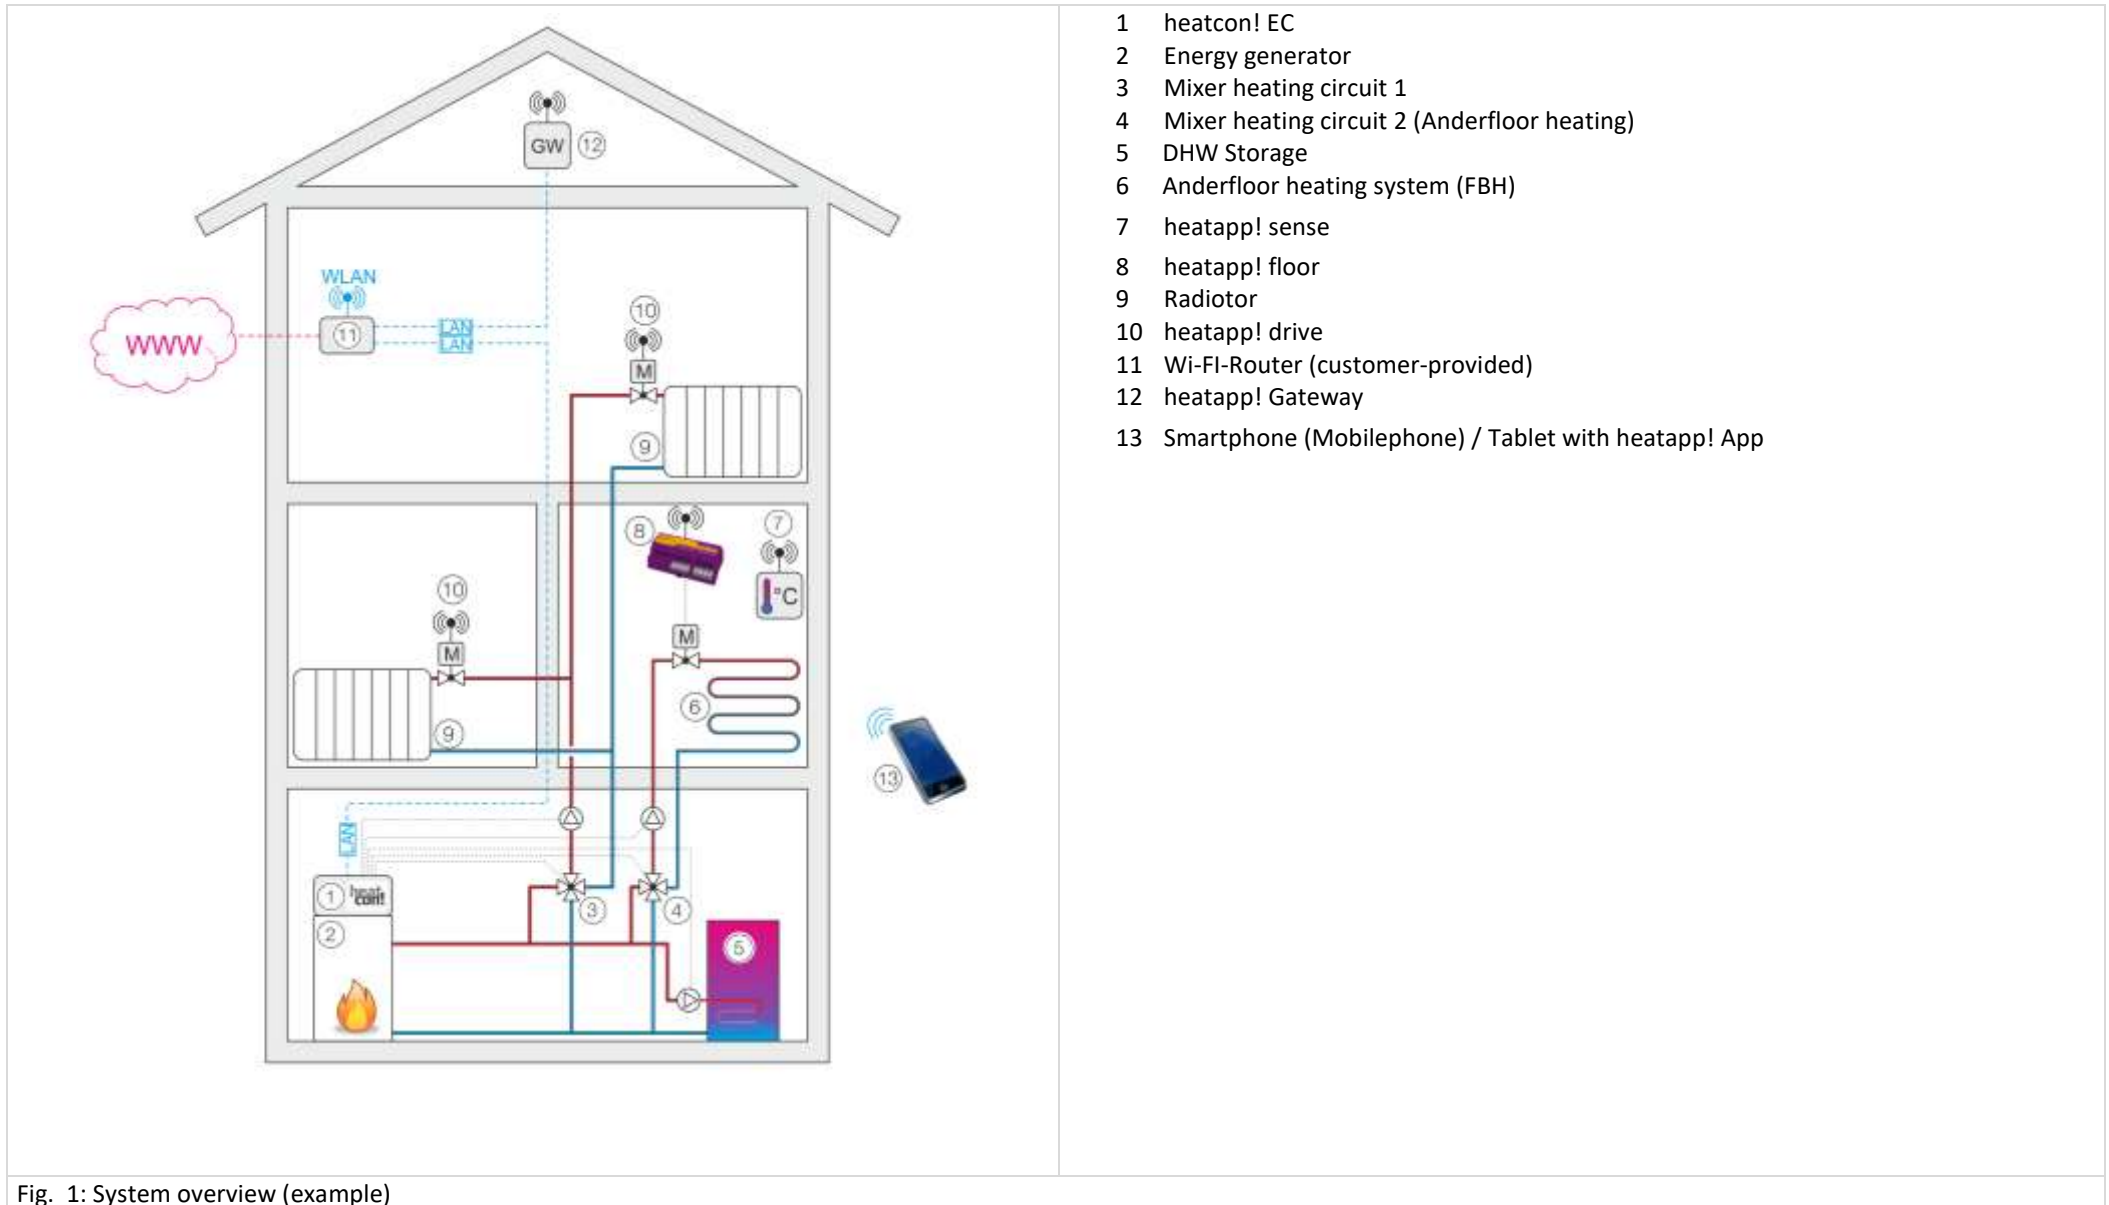 GW
12
WLAN
11
LAN
LAN
WWW
10
M
9
8
7
°C
10
M
M
6
9
13
LAN
1
heat
con!
2
3
4
5
1 heatcon! EC
2 Energy generator
3 Mixer heating circuit 1
4 Mixer heating circuit 2 (Anderfloor heating)
5 DHW Storage
6 Anderfloor heating system (FBH)
7 heatapp! sense
8 heatapp! floor
9 Radiotor
10 heatapp! drive
11 Wi-FI-Router (customer-provided)
12 heatapp! Gateway
13 Smartphone (Mobilephone) / Tablet with heatapp! App
Fig. 1: System overview (example)